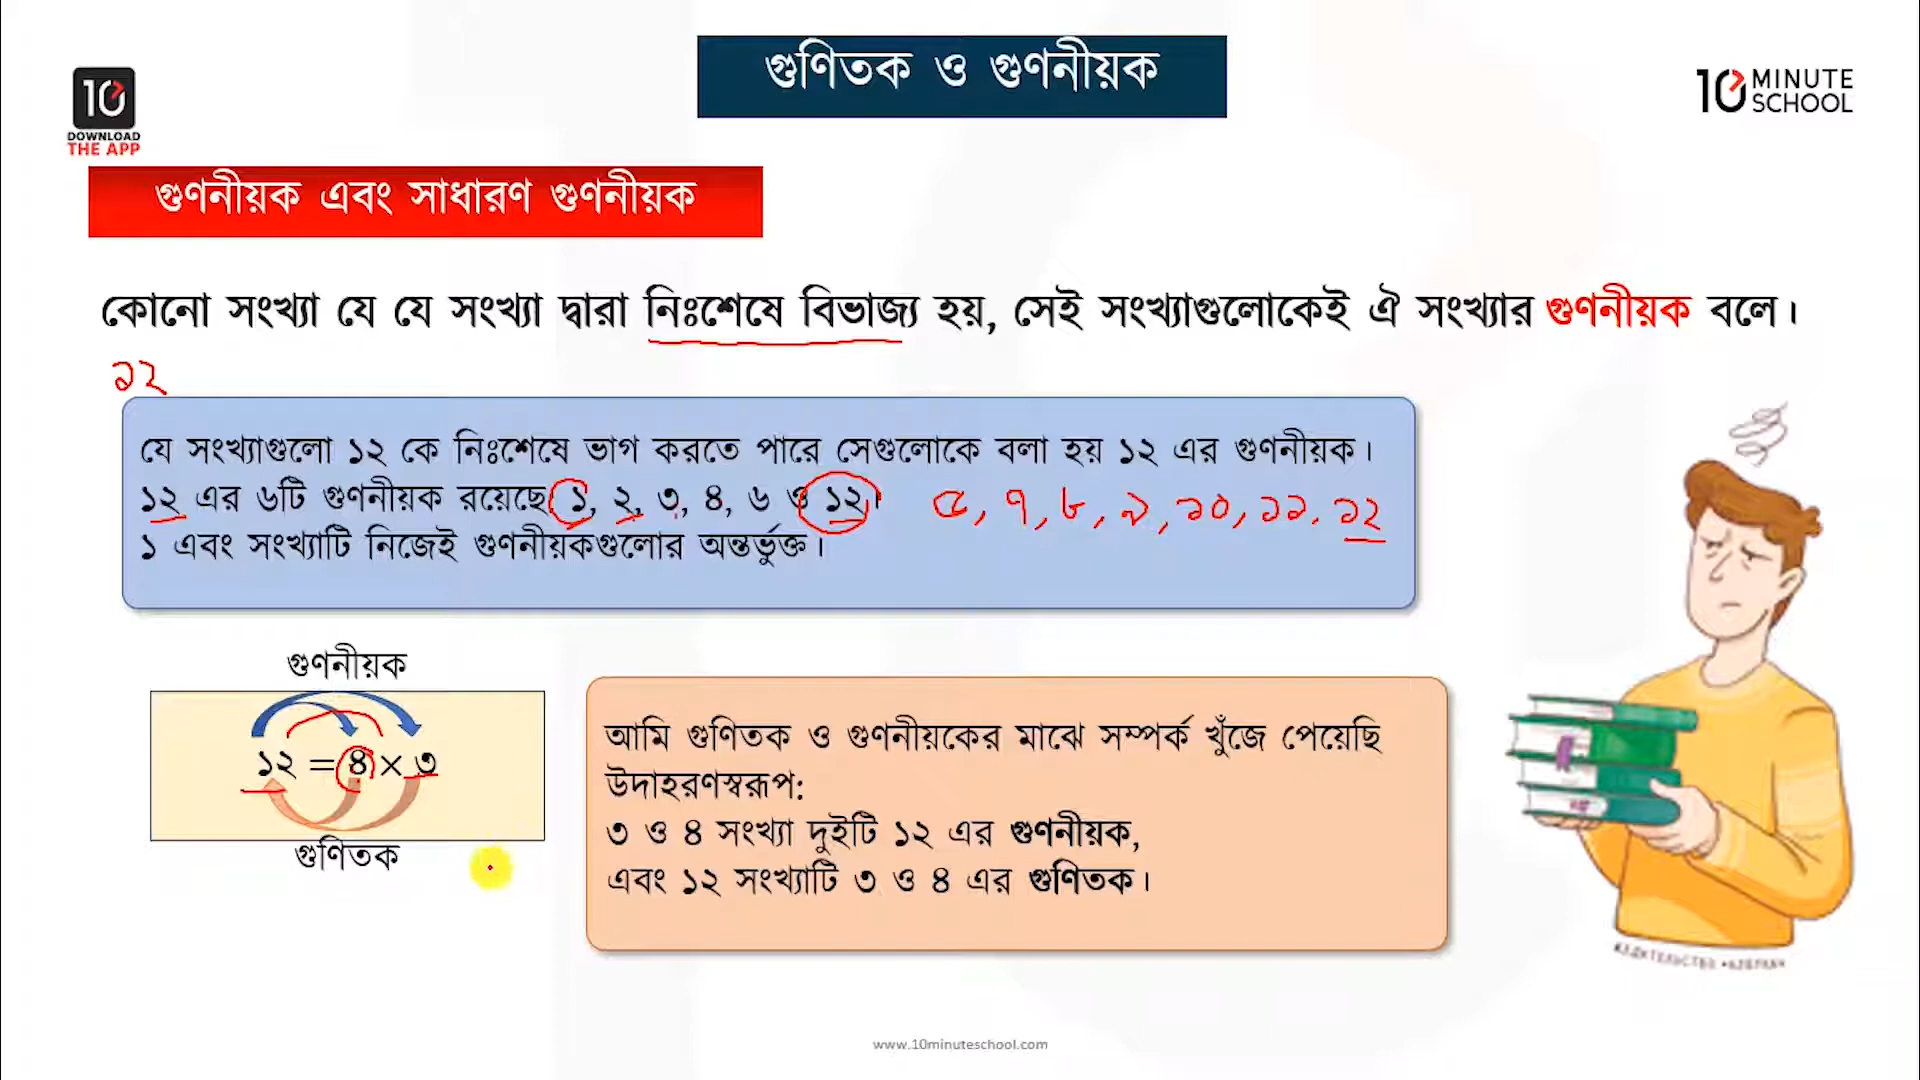 গুণিতক ও গুণনীয়ক
10
DOWNLOAD
THE APP
10 MINUTE
SCHOOL
গুণনীয়ক এবং সাধারণ গুণনীয়ক
কোনো সংখ্যা যে যে সংখ্যা দ্বারা নিঃশেষে বিভাজ্য হয়, সেই সংখ্যাগুলোকেই ঐ সংখ্যার গুণনীয়ক বলে।
১২
যে সংখ্যাগুলো ১২ কে নিঃশেষে ভাগ করতে পারে সেগুলোকে বলা হয় ১২ এর গুণনীয়ক।
১২ এর ৬টি গুণনীয়ক রয়েছে ১, ২, ৩, ৪, ৬ ও ১২। ৫, ৭, ৮, ৯, ১০, ১১, ১২
১ এবং সংখ্যাটি নিজেই গুণনীয়কগুলোর অন্তর্ভুক্ত।
গুণনীয়ক
১২ = ৪ × ৩
গুণিতক
আমি গুণিতক ও গুণনীয়কের মাঝে সম্পর্ক খুঁজে পেয়েছি
উদাহরণস্বরূপ:
৩ ও ৪ সংখ্যা দুইটি ১২ এর গুণনীয়ক,
এবং ১২ সংখ্যাটি ৩ ও ৪ এর গুণিতক।
www.10minuteschool.com